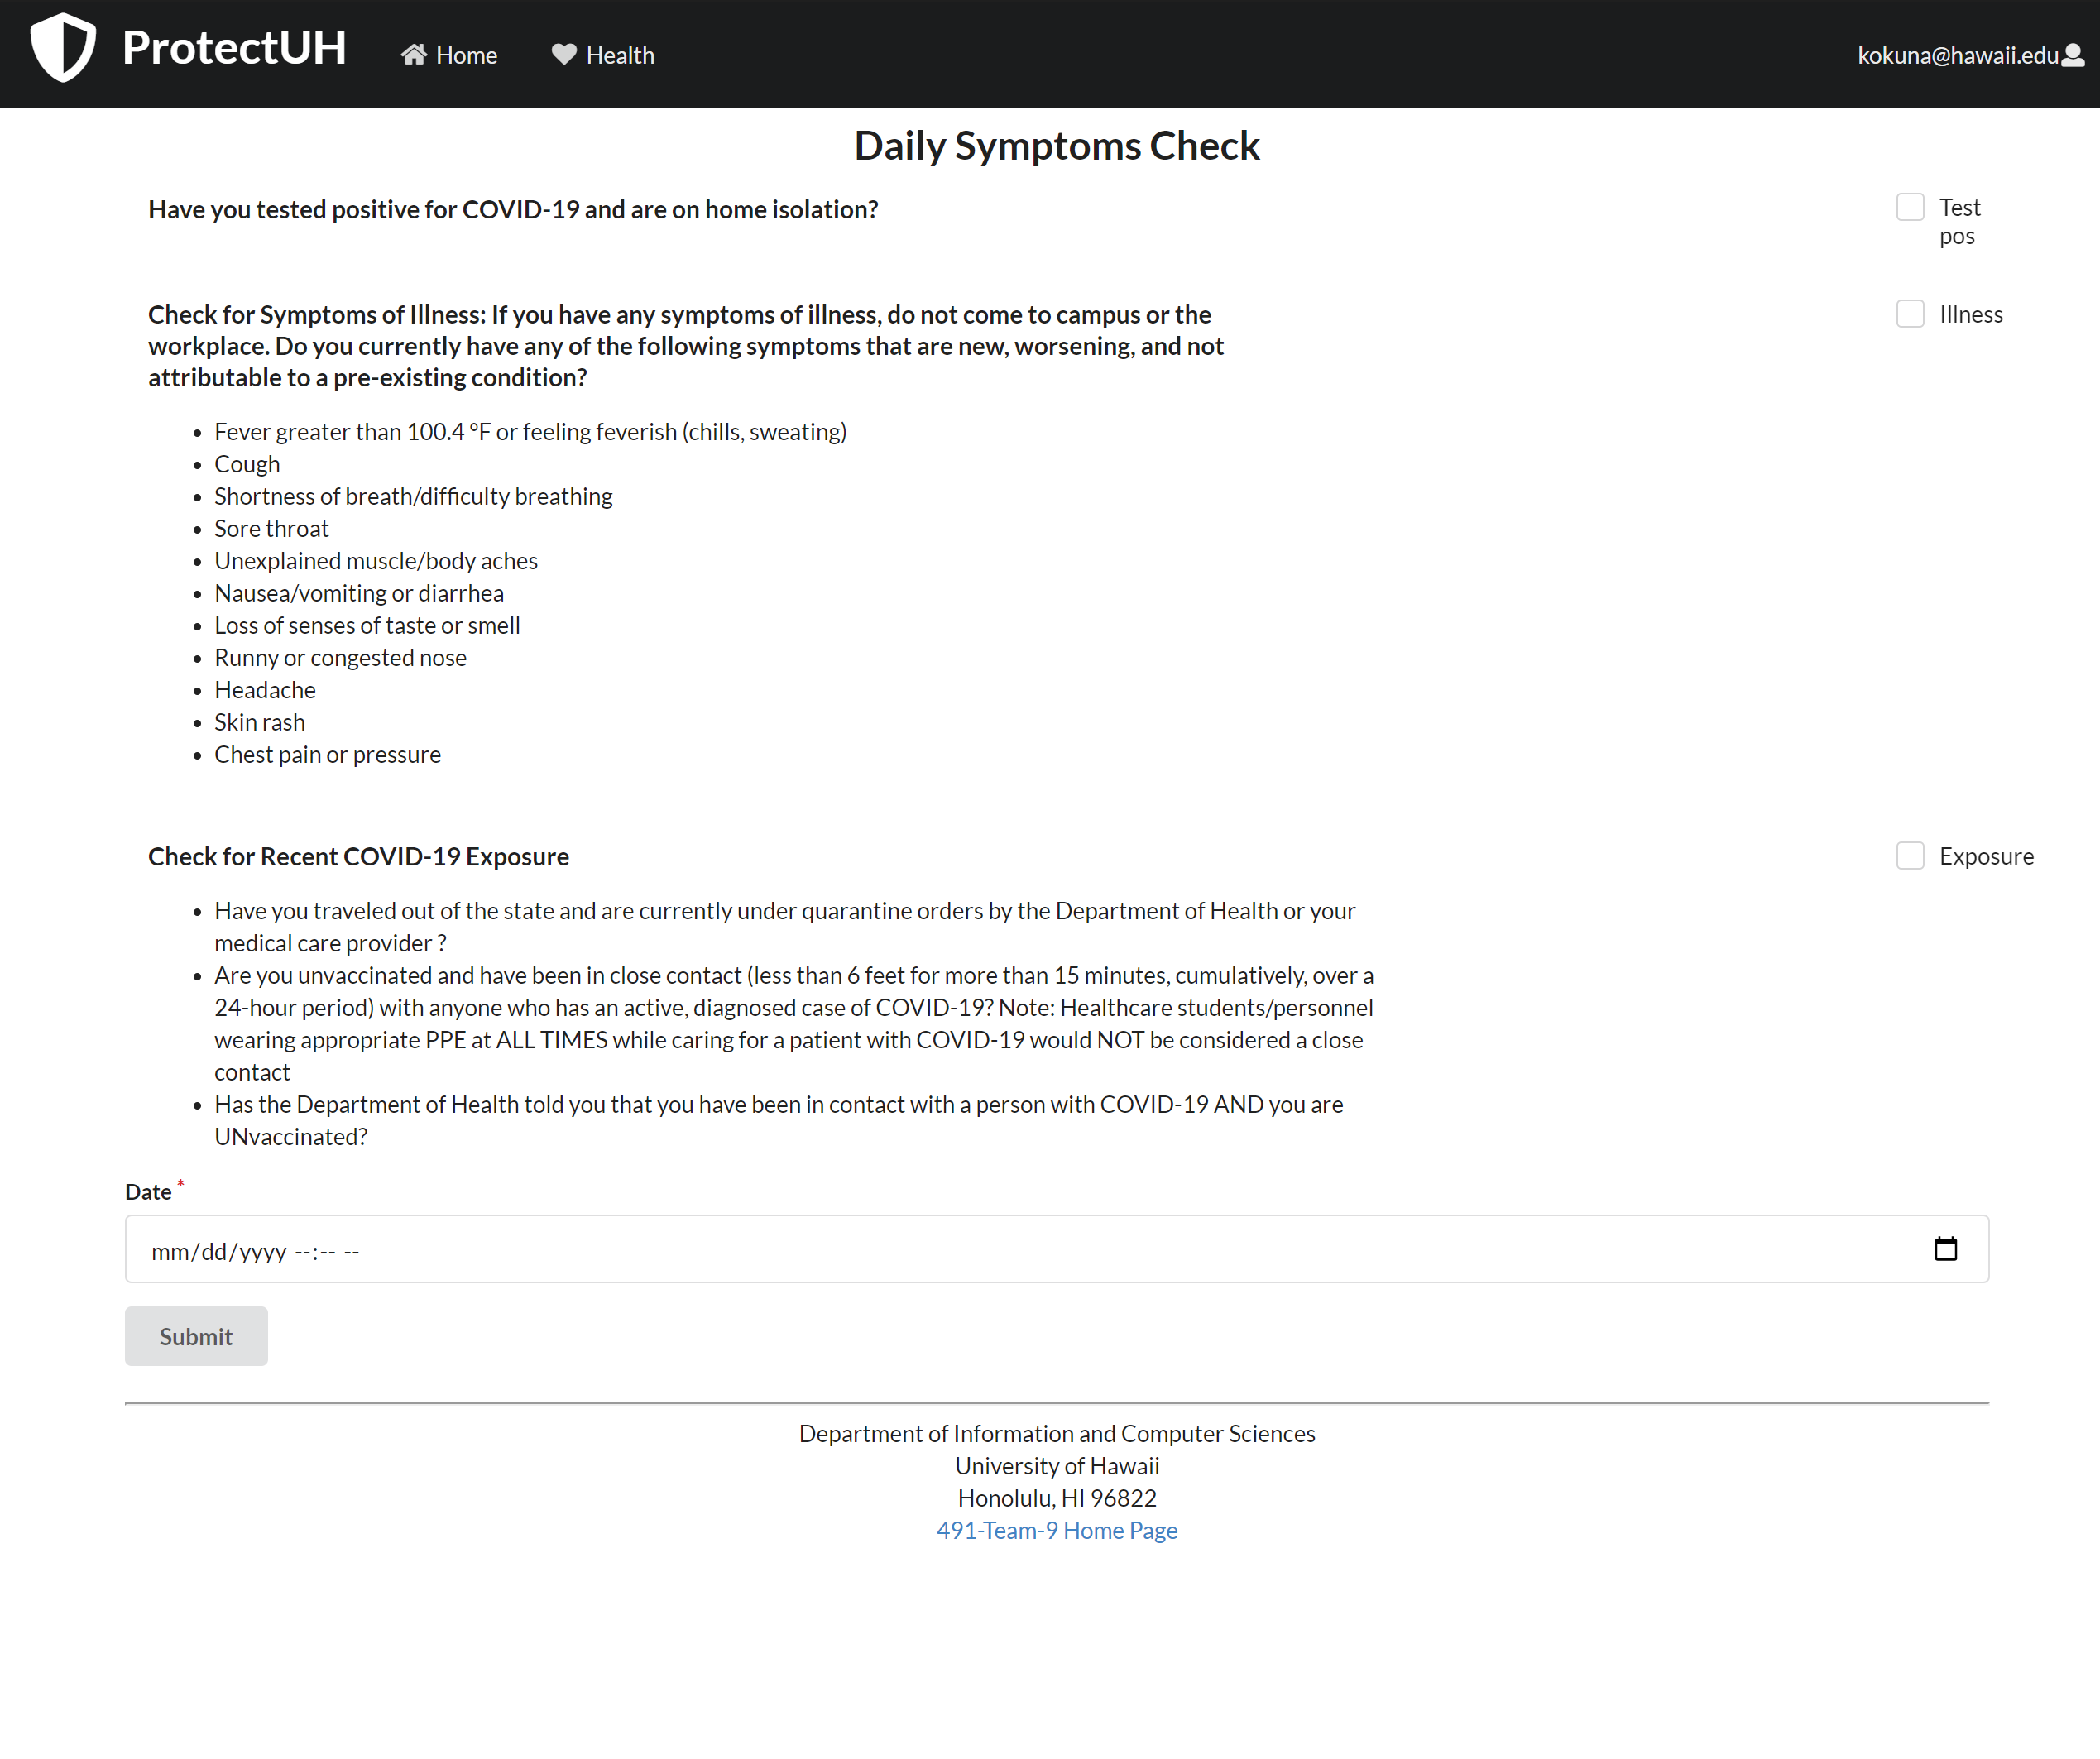 ProtectUH Home Health kokuna@hawaii.edu
Daily Symptoms Check
Have you tested positive for COVID-19 and are on home isolation?
Test
pos
Check for Symptoms of Illness: If you have any symptoms of illness, do not come to campus or the
workplace. Do you currently have any of the following symptoms that are new, worsening, and not
attributable to a pre-existing condition?
Illness
• Fever greater than 100.4 °F or feeling feverish (chills, sweating)
• Cough
• Shortness of breath/difficulty breathing
• Sore throat
• Unexplained muscle/body aches
• Nausea/vomiting or diarrhea
• Loss of senses of taste or smell
• Runny or congested nose
• Headache
• Skin rash
• Chest pain or pressure
Check for Recent COVID-19 Exposure
Exposure
• Have you traveled out of the state and are currently under quarantine orders by the Department of Health or your
medical care provider ?
• Are you unvaccinated and have been in close contact (less than 6 feet for more than 15 minutes, cumulatively, over a
24-hour period) with anyone who has an active, diagnosed case of COVID-19? Note: Healthcare students/personnel
wearing appropriate PPE at ALL TIMES while caring for a patient with COVID-19 would NOT be considered a close
contact
• Has the Department of Health told you that you have been in contact with a person with COVID-19 AND you are
UNvaccinated?
Date *
mm/dd/yyyy --:-- --
Submit
Department of Information and Computer Sciences
University of Hawaii
Honolulu, HI 96822
491-Team-9 Home Page